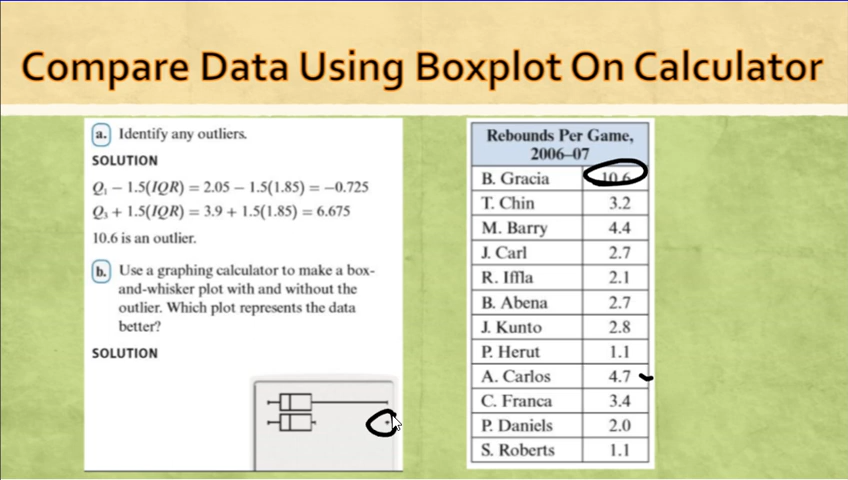 Compare Data Using Boxplot On Calculator
a. Identify any outliers.
SOLUTION
Q₁ − 1.5(IQR) = 2.05 − 1.5(1.85) = −0.725
Q₃ + 1.5(IQR) = 3.9 + 1.5(1.85) = 6.675
10.6 is an outlier.
b. Use a graphing calculator to make a box-
and-whisker plot with and without the
outlier. Which plot represents the data
better?
SOLUTION
Rebounds Per Game,
2006–07
B. Gracia 10.6
T. Chin 3.2
M. Barry 4.4
J. Carl 2.7
R. Iffla 2.1
B. Abena 2.7
J. Kunto 2.8
P. Herut 1.1
A. Carlos 4.7
C. Franca 3.4
P. Daniels 2.0
S. Roberts 1.1